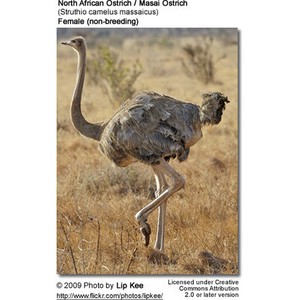 North African Ostrich / Masai Ostrich
(Struthio camelus massaicus)
Female (non-breeding)
© 2009 Photo by Lip Kee
http://www.flickr.com/photos/lipkee/
Licensed under Creative
Commons Attribution
2.0 or later version